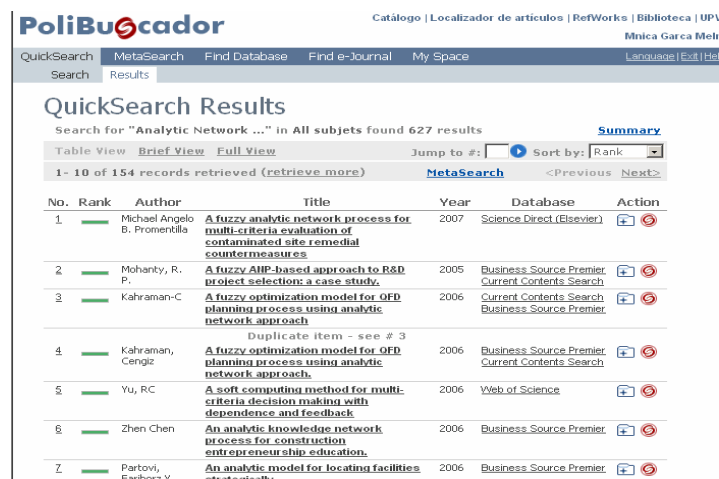 PoliBuscador
Catálogo | Localizador de artículos | RefWorks | Biblioteca | UPV
Mnica Garca Meln
QuickSearch MetaSearch Find Database Find e-Journal My Space Language | Exit | Hel
Search Results
QuickSearch Results
Search for "Analytic Network ..." in All subjets found 627 results Summary
Table View Brief View Full View Jump to #: Sort by: Rank
1- 10 of 154 records retrieved (retrieve more) MetaSearch <Previous Next>
No. Rank Author Title Year Database Action
1 Michael Angelo A fuzzy analytic network process for 2007 Science Direct (Elsevier)
B. Promentilla multi-criteria evaluation of
contaminated site remedial
countermeasures
2 Mohanty, R. A fuzzy AHP-based approach to R&D 2005 Business Source Premier
P. project selection: a case study. Current Contents Search
3 Kahraman-C A fuzzy optimization model for QFD 2006 Current Contents Search
planning process using analytic Business Source Premier
network approach
Duplicate item - see # 3
4 Kahraman, A fuzzy optimization model for QFD 2006 Business Source Premier
Cengiz planning process using analytic Current Contents Search
network approach.
5 Yu, RC A soft computing method for multi- 2006 Web of Science
criteria decision making with
dependence and feedback
6 Zhen Chen An analytic knowledge network 2006 Business Source Premier
process for construction
entrepreneurship education.
7 Partovi, An analytic model for locating facilities 2006 Business Source Premier
Fariborz Y. strategically